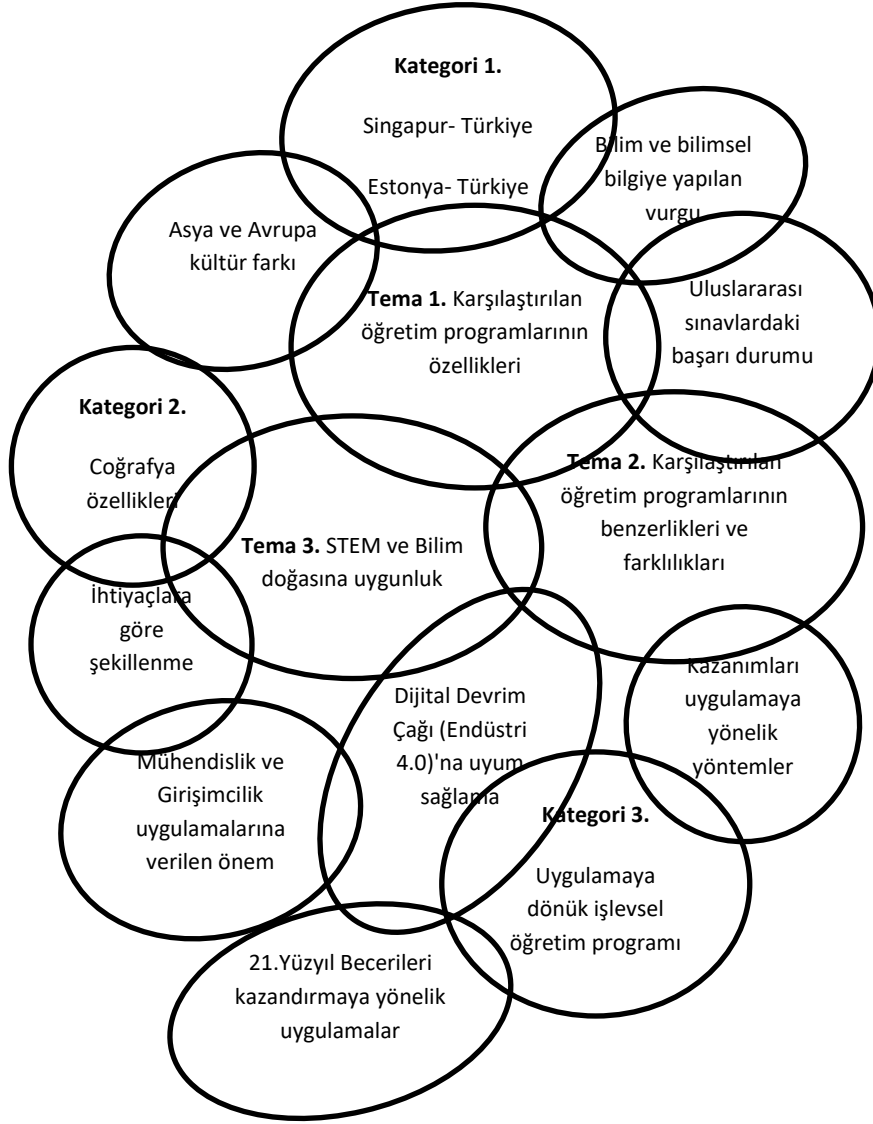 Kategori 1.
Singapur- Türkiye
Estonya- Türkiye
Bilim ve bilimsel
bilgiye yapılan
vurgu
Asya ve Avrupa
kültür farkı
Tema 1. Karşılaştırılan
öğretim programlarının
özellikleri
Uluslararası
sınavlardaki
başarı durumu
Kategori 2.
Coğrafya
özellikleri
Tema 2. Karşılaştırılan
öğretim programlarının
benzerlikleri ve
farklılıkları
Tema 3. STEM ve Bilim
doğasına uygunluk
İhtiyaçlara
göre
şekillenme
Dijital Devrim
Çağı (Endüstri
4.0)'na uyum
sağlama
Kazanımları
uygulamaya
yönelik
yöntemler
Mühendislik ve
Girişimcilik
uygulamalarına
verilen önem
Kategori 3.
Uygulamaya
dönük işlevsel
öğretim programı
21.Yüzyıl Becerileri
kazandırmaya yönelik
uygulamalar